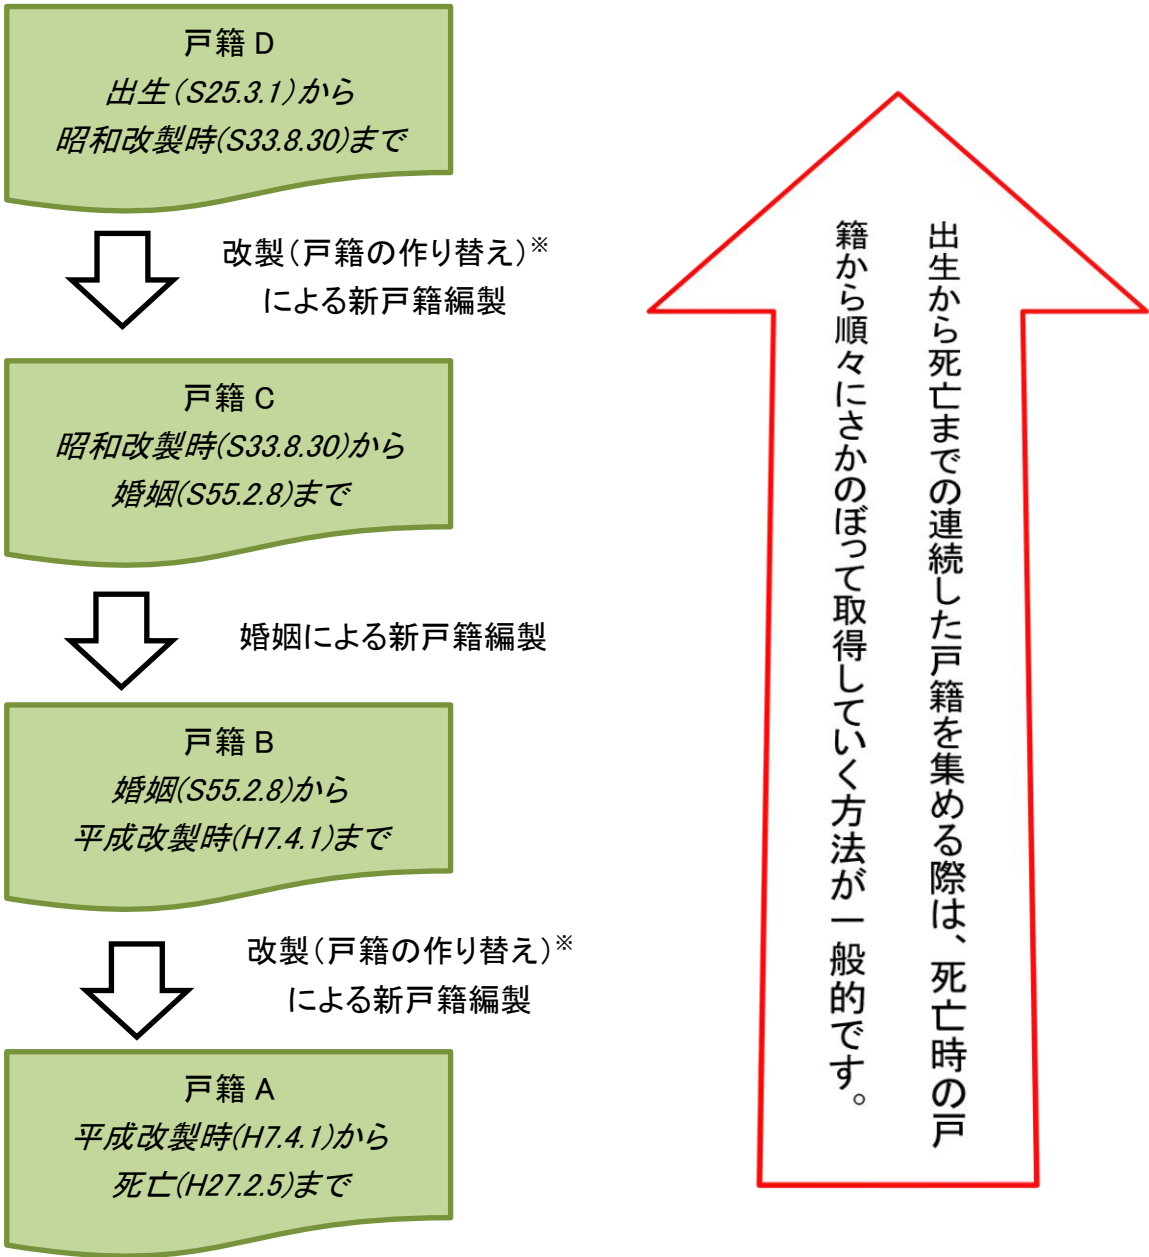 戸籍 D
出生(S25.3.1)から
昭和改製時(S33.8.30)まで
改製(戸籍の作り替え)※
による新戸籍編製
戸籍 C
昭和改製時(S33.8.30)から
婚姻(S55.2.8)まで
婚姻による新戸籍編製
戸籍 B
婚姻(S55.2.8)から
平成改製時(H7.4.1)まで
改製(戸籍の作り替え)※
による新戸籍編製
戸籍 A
平成改製時(H7.4.1)から
死亡(H27.2.5)まで
出生から死亡までの連続した戸籍を集める際は、死亡時の戸
籍から順々にさかのぼって取得していく方法が一般的です。